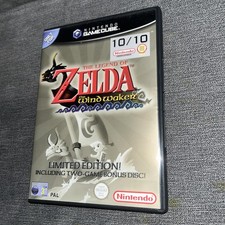 NINTENDO
GAMECUBE
10/10
Nintendo
THE LEGEND OF
ZELDA
Wind Waker
LIMITED EDITION!
INCLUDING TWO-GAME BONUS DISC!
PAL
Nintendo